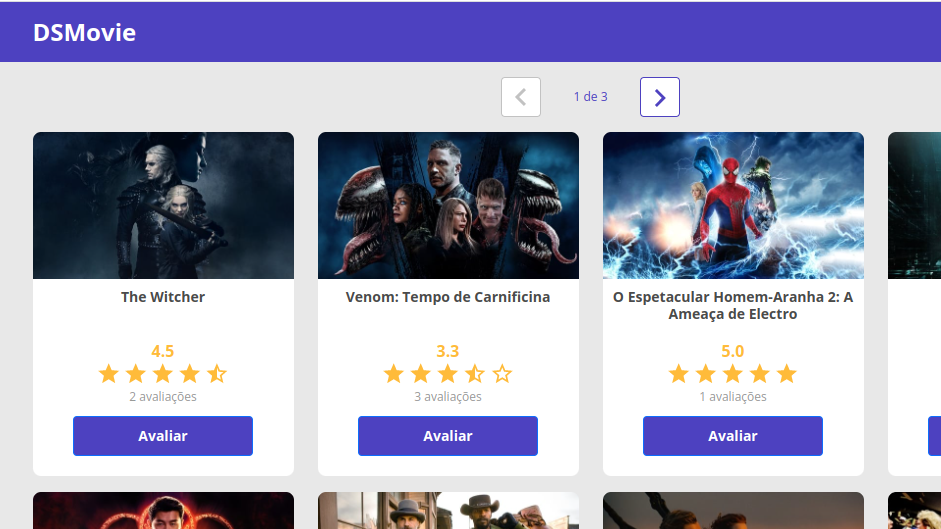 DSMovie
1 de 3
The Witcher
4.5
2 avaliações
Avaliar
Venom: Tempo de Carnificina
3.3
3 avaliações
Avaliar
O Espetacular Homem-Aranha 2: A
Ameaça de Electro
5.0
1 avaliações
Avaliar